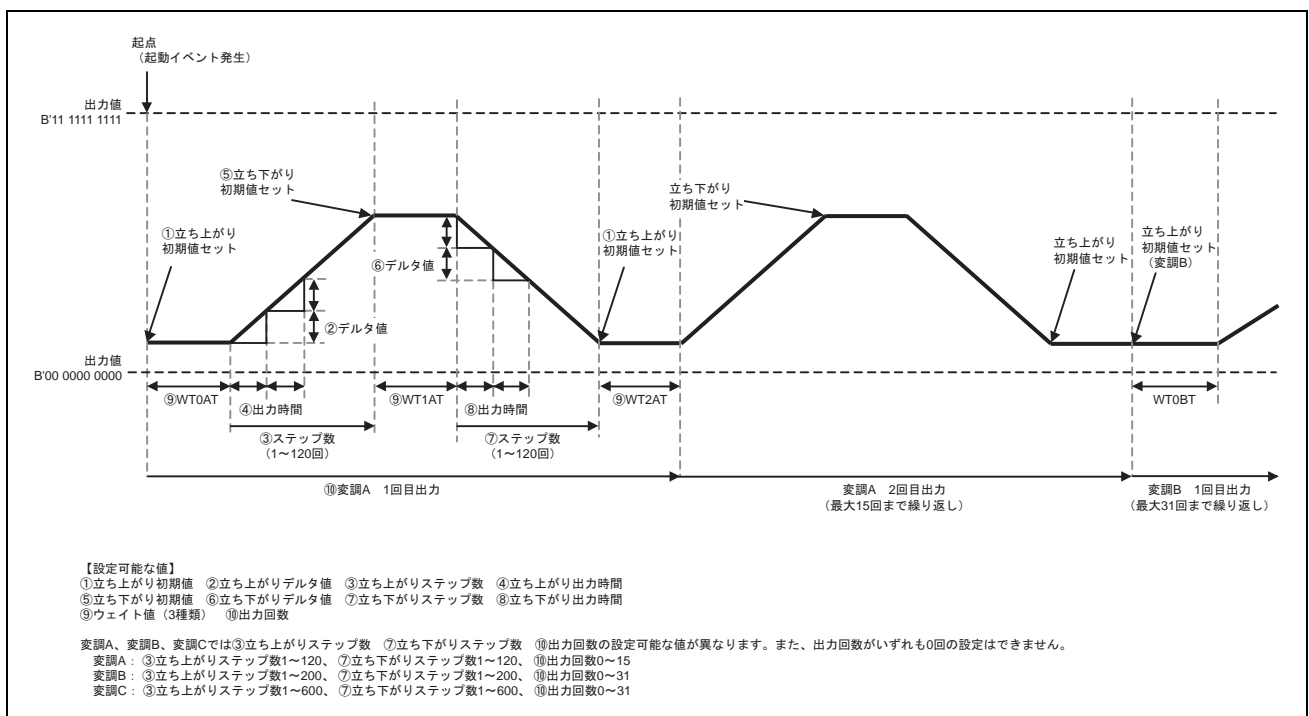 起点
（起動イベント発生）
出力値
B'11 1111 1111
⑤立ち下がり
初期値セット
立ち下がり
初期値セット
①立ち上がり
初期値セット
①立ち上がり
初期値セット
立ち上がり
初期値セット
立ち上がり
初期値セット
（変調B）
⑥デルタ値
②デルタ値
出力値
B'00 0000 0000
⑨WT0AT
⑨WT1AT
⑨WT2AT
WT0BT
④出力時間
⑧出力時間
③ステップ数
（1～120回）
⑦ステップ数
（1～120回）
⑩変調A　1回目出力
変調A　2回目出力
（最大15回まで繰り返し）
変調B　1回目出力
（最大31回まで繰り返し）
【設定可能な値】
①立ち上がり初期値　②立ち上がりデルタ値　③立ち上がりステップ数　④立ち上がり出力時間
⑤立ち下がり初期値　⑥立ち下がりデルタ値　⑦立ち下がりステップ数　⑧立ち下がり出力時間
⑨ウェイト値（3種類）　⑩出力回数
変調A、変調B、変調Cでは③立ち上がりステップ数　⑦立ち下がりステップ数　⑩出力回数の設定可能な値が異なります。また、出力回数がいずれも0回の設定はできません。
変調A： ③立ち上がりステップ数1～120、 ⑦立ち下がりステップ数1～120、 ⑩出力回数0～15
変調B： ③立ち上がりステップ数1～200、 ⑦立ち下がりステップ数1～200、 ⑩出力回数0～31
変調C： ③立ち上がりステップ数1～600、 ⑦立ち下がりステップ数1～600、 ⑩出力回数0～31